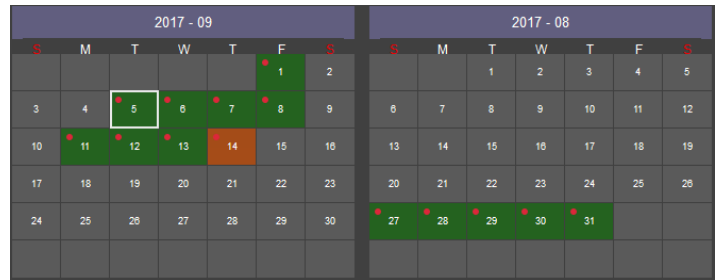 2017 - 09
S M T W T F S
1 2
3 4 5 6 7 8 9
10 11 12 13 14 15 16
17 18 19 20 21 22 23
24 25 26 27 28 29 30
2017 - 08
S M T W T F S
1 2 3 4 5
6 7 8 9 10 11 12
13 14 15 16 17 18 19
20 21 22 23 24 25 26
27 28 29 30 31